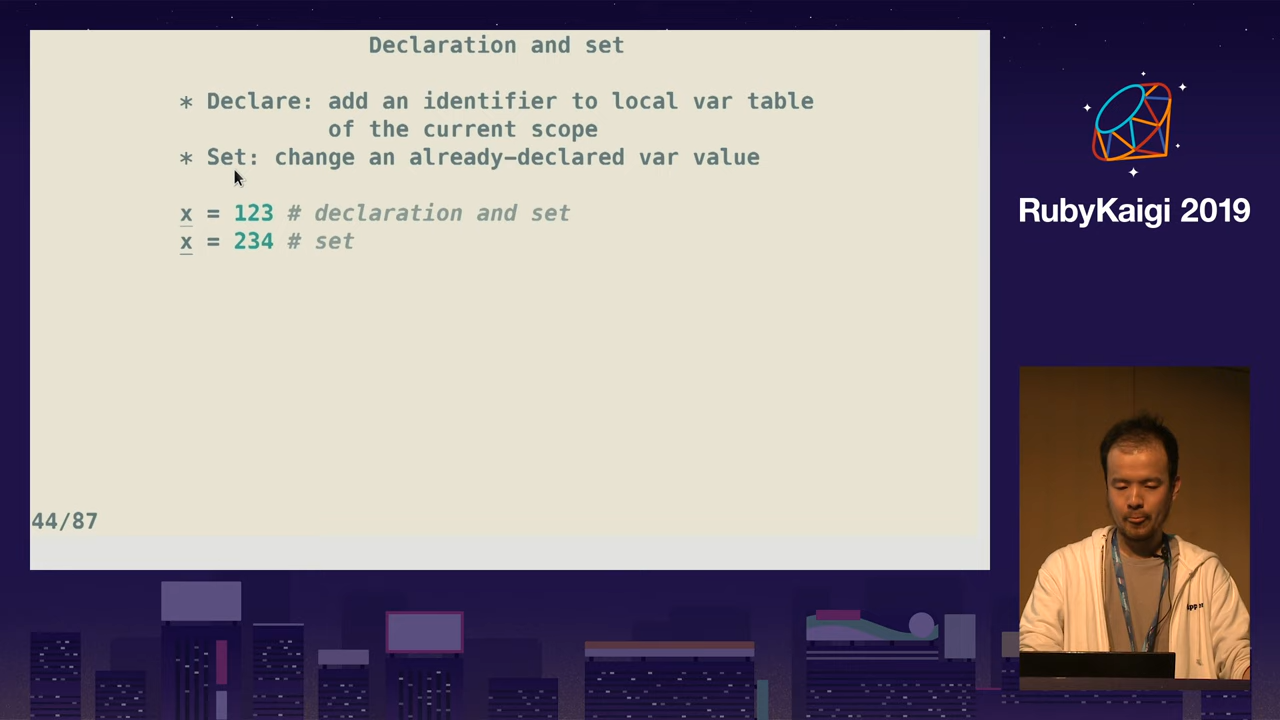 Declaration and set
* Declare: add an identifier to local var table
of the current scope
* Set: change an already-declared var value
x = 123 # declaration and set
x = 234 # set
44/87
RubyKaigi 2019